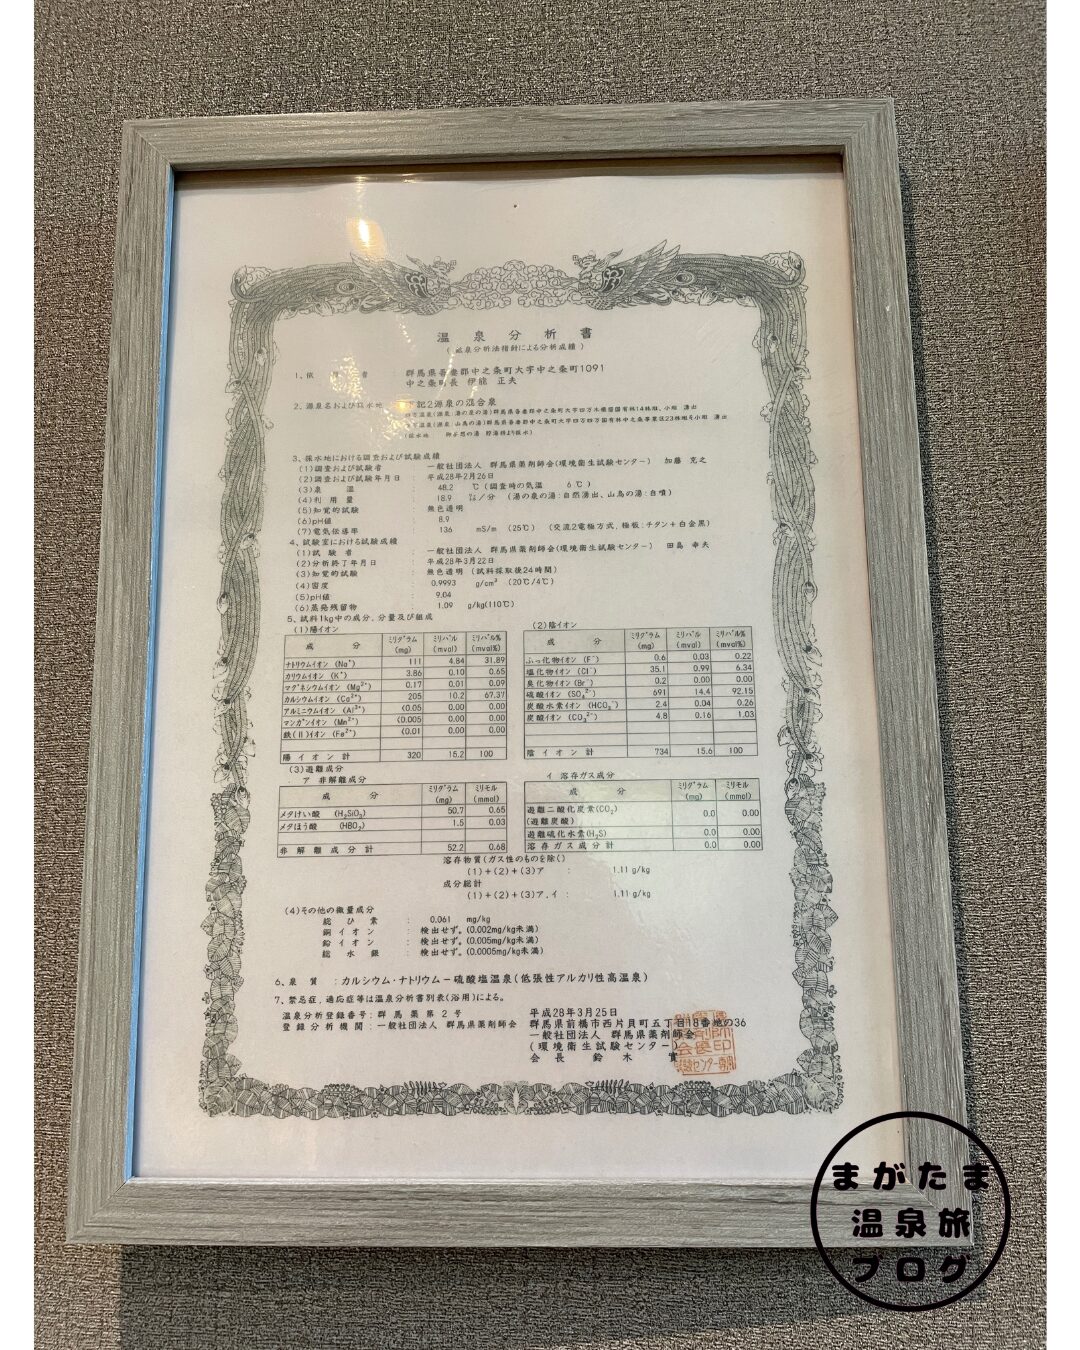 温泉分析書
(鉱泉分析法指針による分析成績)
1、依頼者 : 群馬県吾妻郡中之条町大字中之条町1091
中之条町長 伊能 正夫
2、源泉名および採水地 : 下記2源泉の混合泉
3、採水地における調査および試験成績
(1)調査および試験者 : 一般社団法人 群馬県薬剤師会(環境衛生試験センター) 加藤 克之
(2)調査および試験年月日 : 平成28年2月26日
(3)泉温 : 48.2 ℃(調査時の気温 6℃)
(4)利用量 : 18.9 ㍑/分 (湯の泉の湯:自然湧出、山鳥の湯:自噴)
(5)知覚的試験 : 無色透明
(6)pH値 : 8.9
(7)電気伝導率 : 136 mS/m (25℃) (交流2電極方式,極板:チタン+白金黒)
4、試験室における試験成績
(1)試験者 : 一般社団法人 群馬県薬剤師会(環境衛生試験センター) 田島 幸夫
(2)分析終了年月日 : 平成28年3月22日
(3)知覚的試験 : 無色透明 (試料採取後24時間)
(4)密度 : 0.9993 g/cm³ (20℃/4℃)
(5)pH値 : 9.04
(6)蒸発残留物 : 1.09 g/kg(110℃)
5、試料1kg中の成分、分量及び組成
(1)陽イオン
成分 ミリグラム(mg) ミリバル(mval) ミリバル%(mval%)
ナトリウムイオン (Na⁺) 111 4.84 31.89
カリウムイオン (K⁺) 3.86 0.10 0.65
マグネシウムイオン (Mg²⁺) 0.17 0.01 0.09
カルシウムイオン (Ca²⁺) 205 10.2 67.37
アルミニウムイオン (Al³⁺) <0.05 0.00 0.00
マンガンイオン (Mn²⁺) <0.005 0.00 0.00
鉄(Ⅱ)イオン (Fe²⁺) <0.01 0.00 0.00
陽イオン計 320 15.2 100
(2)陰イオン
成分 ミリグラム(mg) ミリバル(mval) ミリバル%(mval%)
ふっ化物イオン (F⁻) 0.6 0.03 0.22
塩化物イオン (Cl⁻) 35.1 0.99 6.34
臭化物イオン (Br⁻) 0.2 0.00 0.00
硫酸イオン (SO₄²⁻) 691 14.4 92.15
炭酸水素イオン (HCO₃⁻) 2.4 0.04 0.26
炭酸イオン (CO₃²⁻) 4.8 0.16 1.03
陰イオン計 734 15.6 100
(3)遊離成分
ア 非解離成分
成分 ミリグラム(mg) ミリモル(mmol)
メタけい酸 (H₂SiO₃) 50.7 0.65
メタほう酸 (HBO₂) 1.5 0.03
非解離成分計 52.2 0.68
イ 溶存ガス成分
成分 ミリグラム(mg) ミリモル(mmol)
遊離二酸化炭素(CO₂) 0.0 0.00
(遊離炭酸)
遊離硫化水素(H₂S) 0.0 0.00
溶存ガス成分計 0.0 0.00
溶存物質(ガス性のものを除く)
(1)+(2)+(3)ア : 1.11 g/kg
成分総計
(1)+(2)+(3)ア,イ : 1.11 g/kg
(4)その他の微量成分
総ひ素 : 0.061 mg/kg
銅イオン : 検出せず。(0.002mg/kg未満)
鉛イオン : 検出せず。(0.005mg/kg未満)
総水銀 : 検出せず。(0.0005mg/kg未満)
6、泉質 : カルシウム・ナトリウム-硫酸塩温泉(低張性アルカリ性高温泉)
7、禁忌症,適応症等は温泉分析書別表(浴用)による。
温泉分析登録番号:群馬薬第2号
登録分析機関:一般社団法人 群馬県薬剤師会
平成28年3月25日
群馬県前橋市西片貝町五丁目18番地の36
一般社団法人 群馬県薬剤師会
(環境衛生試験センター)
会長 鈴木 實
まがたま
温泉旅
ブログ